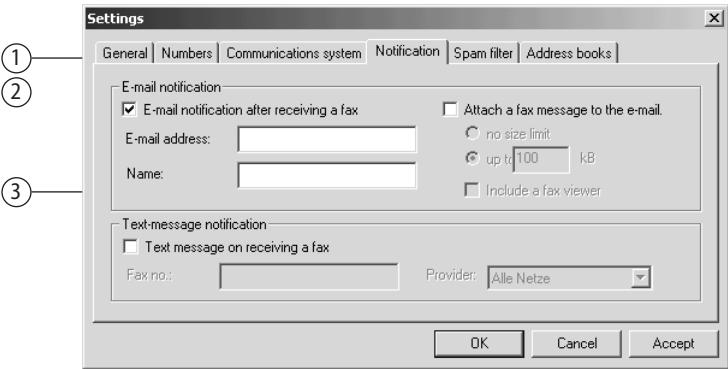 Settings
1
General Numbers Communications system Notification Spam filter Address books
2
E-mail notification
E-mail notification after receiving a fax
Attach a fax message to the e-mail.
E-mail address:
no size limit
up to 100 kB
Name:
3
Include a fax viewer
Text-message notification
Text message on receiving a fax
Fax no.:
Provider: Alle Netze
OK Cancel Accept